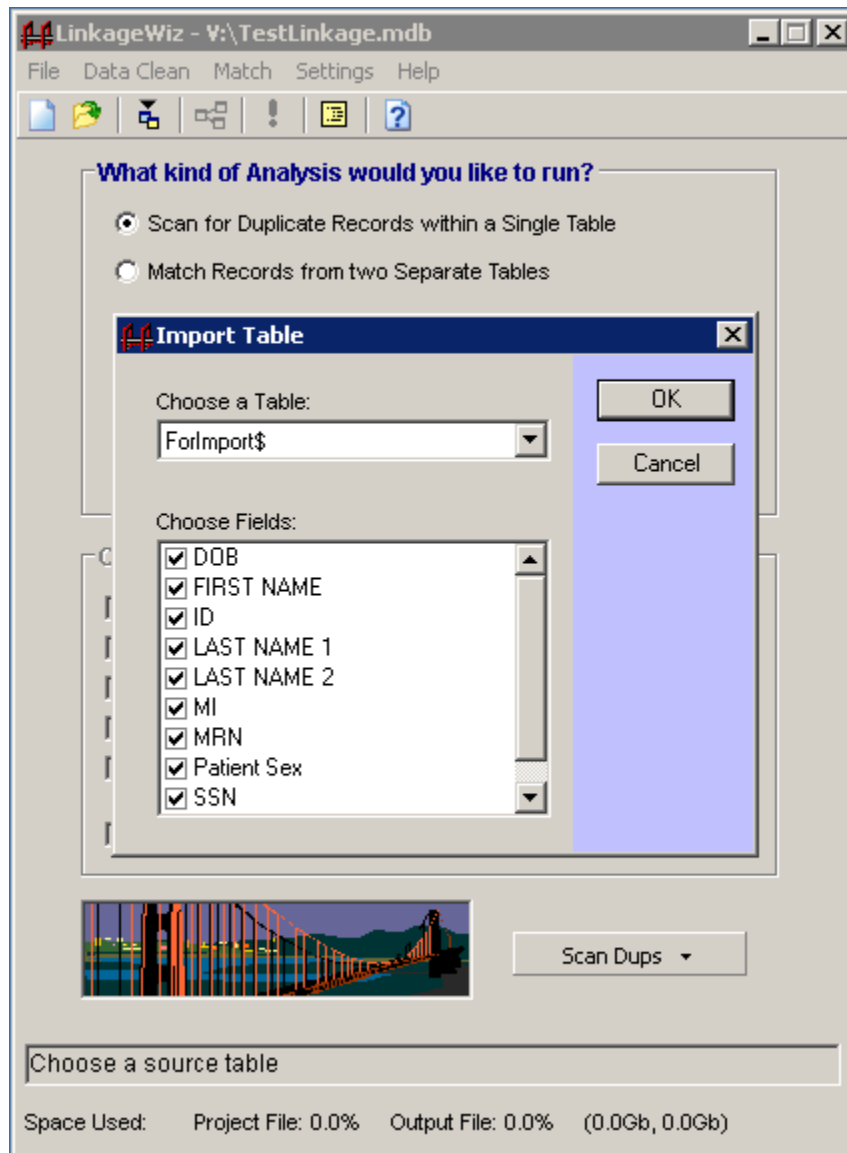 LinkageWiz - V:\TestLinkage.mdb
File Data Clean Match Settings Help
What kind of Analysis would you like to run?
Scan for Duplicate Records within a Single Table
Match Records from two Separate Tables
Import Table
Choose a Table:
OK
ForImport$
Cancel
Choose Fields:
DOB
FIRST NAME
ID
LAST NAME 1
LAST NAME 2
MI
MRN
Patient Sex
SSN
Scan Dups
Choose a source table
Space Used: Project File: 0.0% Output File: 0.0% (0.0Gb, 0.0Gb)